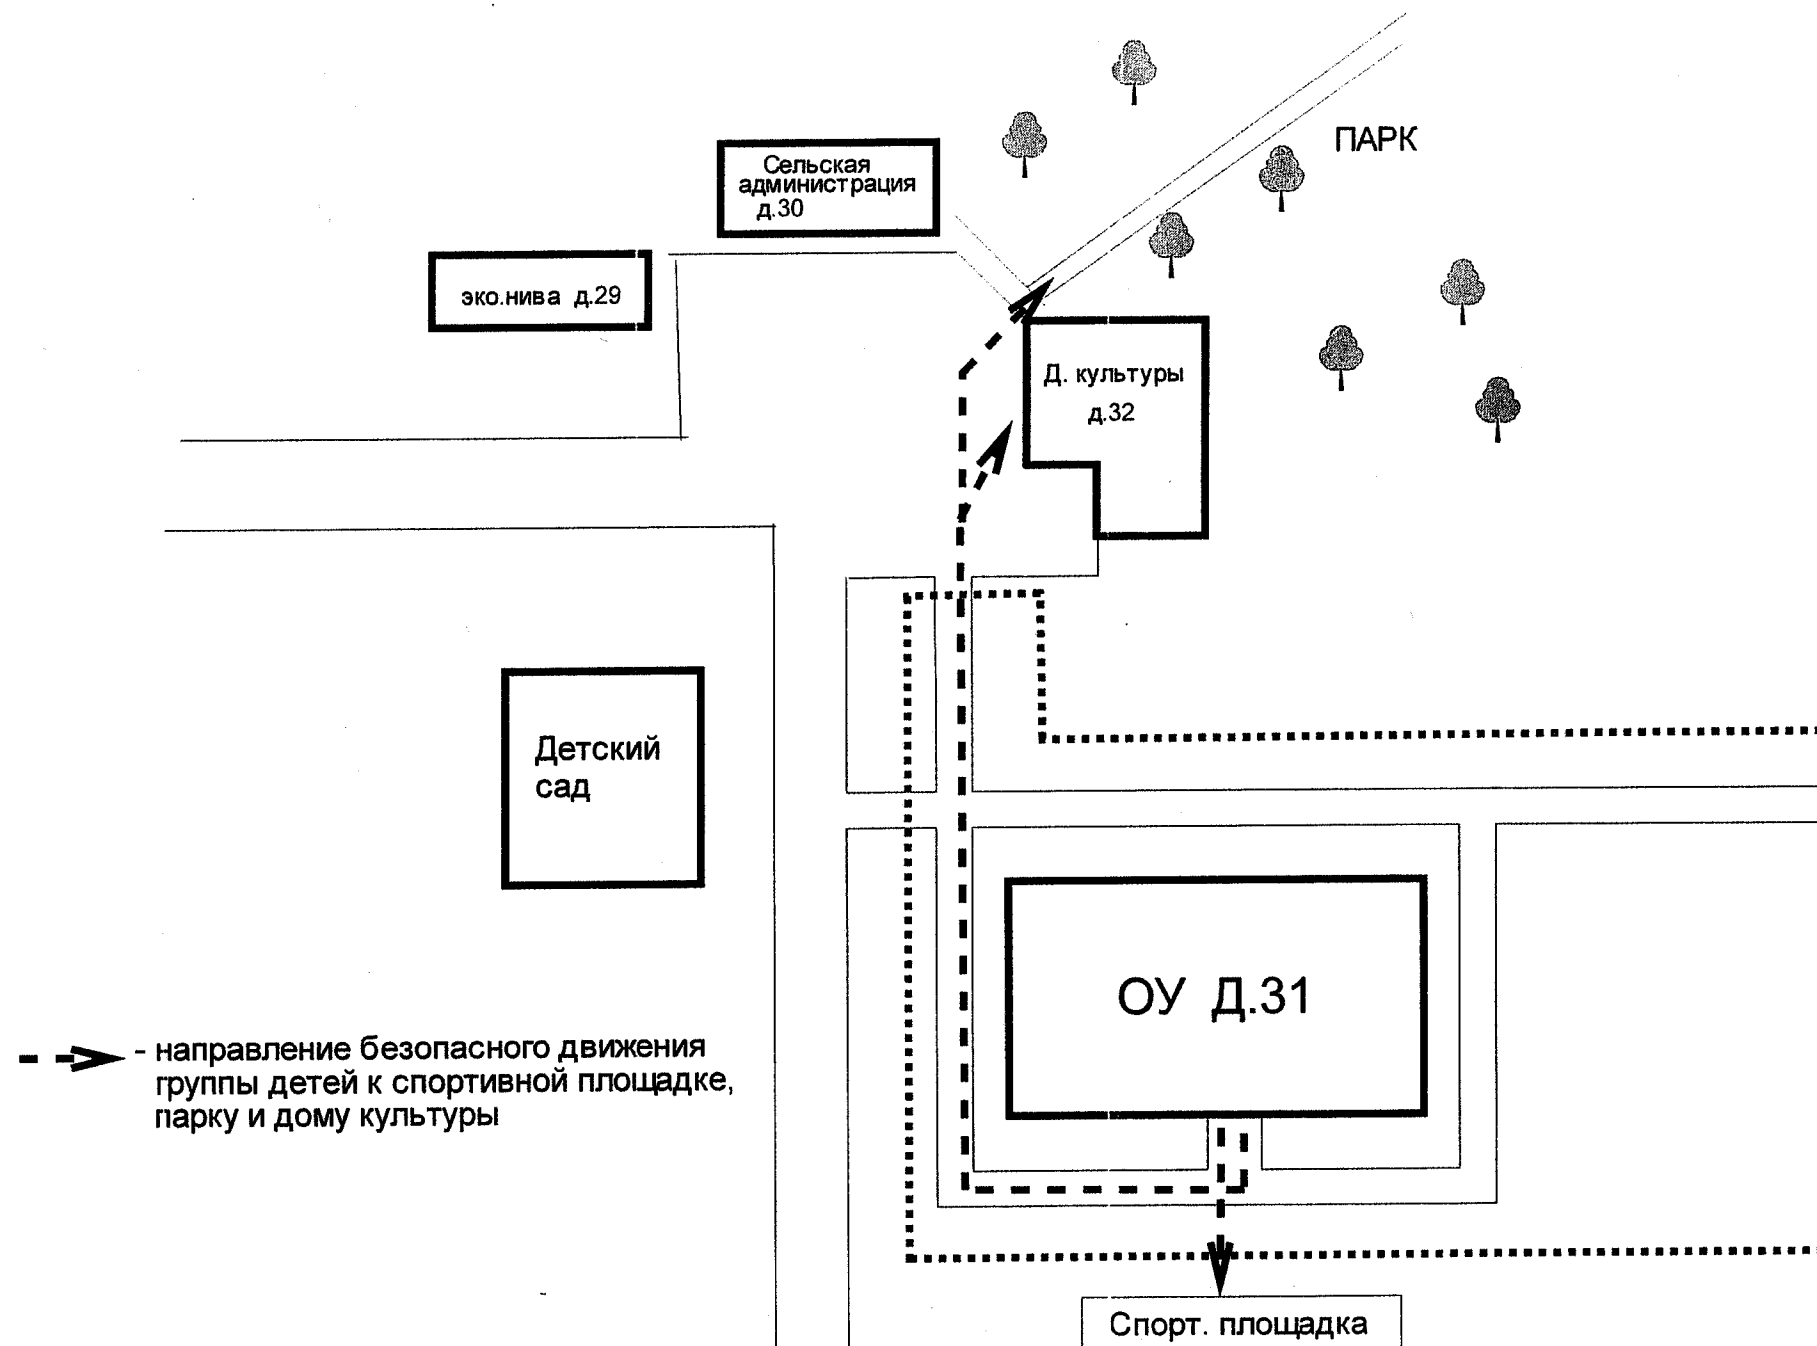 ПАРК
Сельская
администрация
д.30
эко.нива д.29
Д. культуры
д.32
Детский
сад
ОУ Д.31
- направление безопасного движения
группы детей к спортивной площадке,
парку и дому культуры
Спорт. площадка